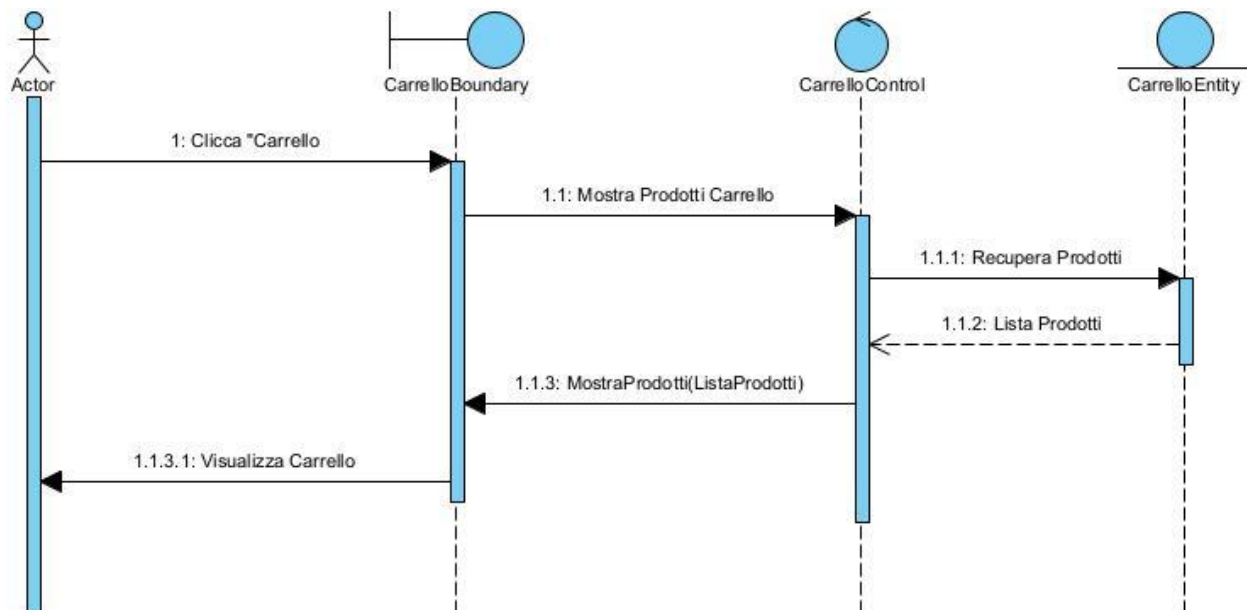 Actor
CarrelloBoundary
CarrelloControl
CarrelloEntity
1: Clicca "Carrello
1.1: Mostra Prodotti Carrello
1.1.1: Recupera Prodotti
1.1.2: Lista Prodotti
1.1.3: MostraProdotti(ListaProdotti)
1.1.3.1: Visualizza Carrello